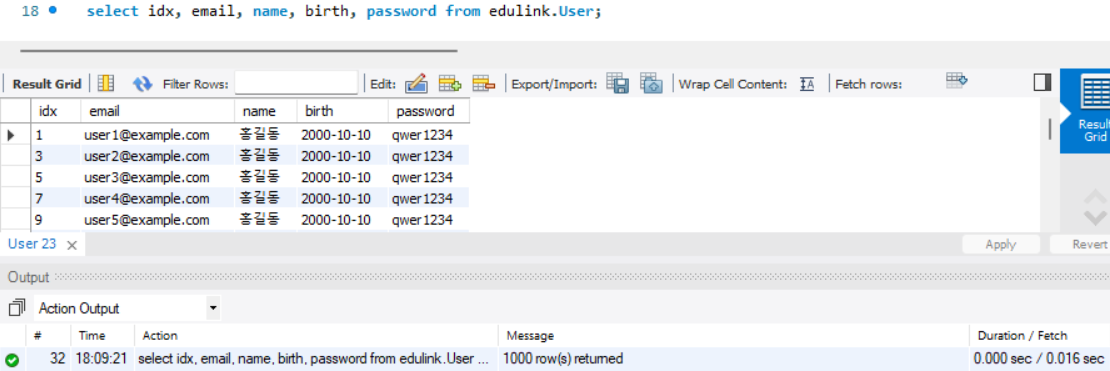 18 select idx, email, name, birth, password from edulink.User;
Result Grid Filter Rows: Edit: Export/Import: Wrap Cell Content: IA Fetch rows:
Result Grid
idx email name birth password
1 user1@example.com 홍길동 2000-10-10 qwer1234
3 user2@example.com 홍길동 2000-10-10 qwer1234
5 user3@example.com 홍길동 2000-10-10 qwer1234
7 user4@example.com 홍길동 2000-10-10 qwer1234
9 user5@example.com 홍길동 2000-10-10 qwer1234
User 23 Apply Revert
Output
Action Output
# Time Action Message Duration / Fetch
32 18:09:21 select idx, email, name, birth, password from edulink.User ... 1000 row(s) returned 0.000 sec / 0.016 sec